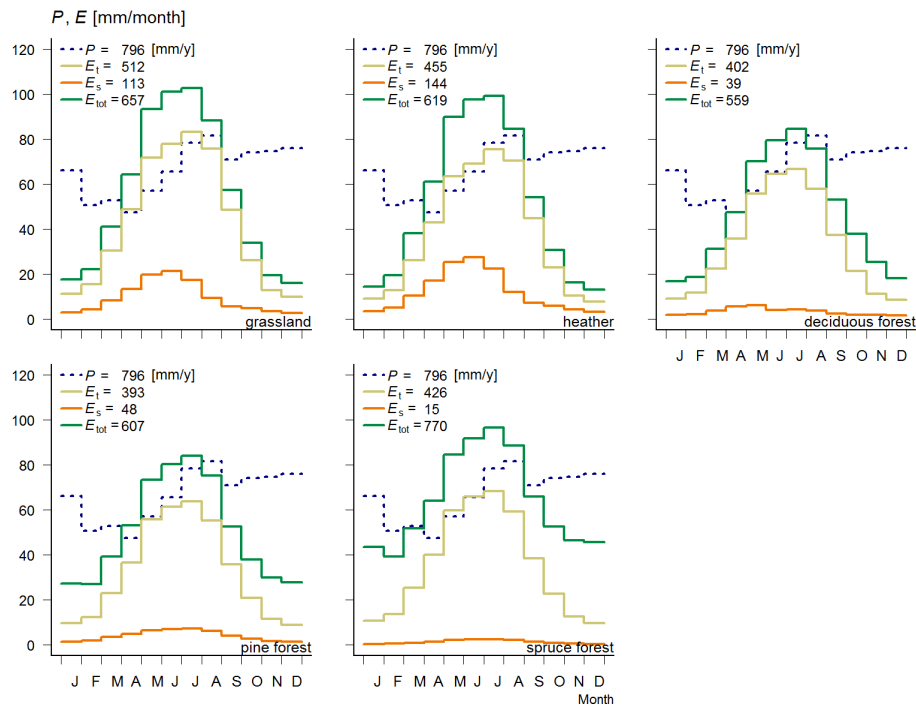 P, E [mm/month]
120
100
80
60
40
20
0
P = 796 [mm/y]
Et = 512
Es = 113
Etot = 657
grassland
P = 796 [mm/y]
Et = 455
Es = 144
Etot = 619
heather
P = 796 [mm/y]
Et = 402
Es = 39
Etot = 559
deciduous forest
J F M A M J J A S O N D
120
100
80
60
40
20
0
P = 796 [mm/y]
Et = 393
Es = 48
Etot = 607
pine forest
J F M A M J J A S O N D
P = 796 [mm/y]
Et = 426
Es = 15
Etot = 770
spruce forest
J F M A M J J A S O N D
Month